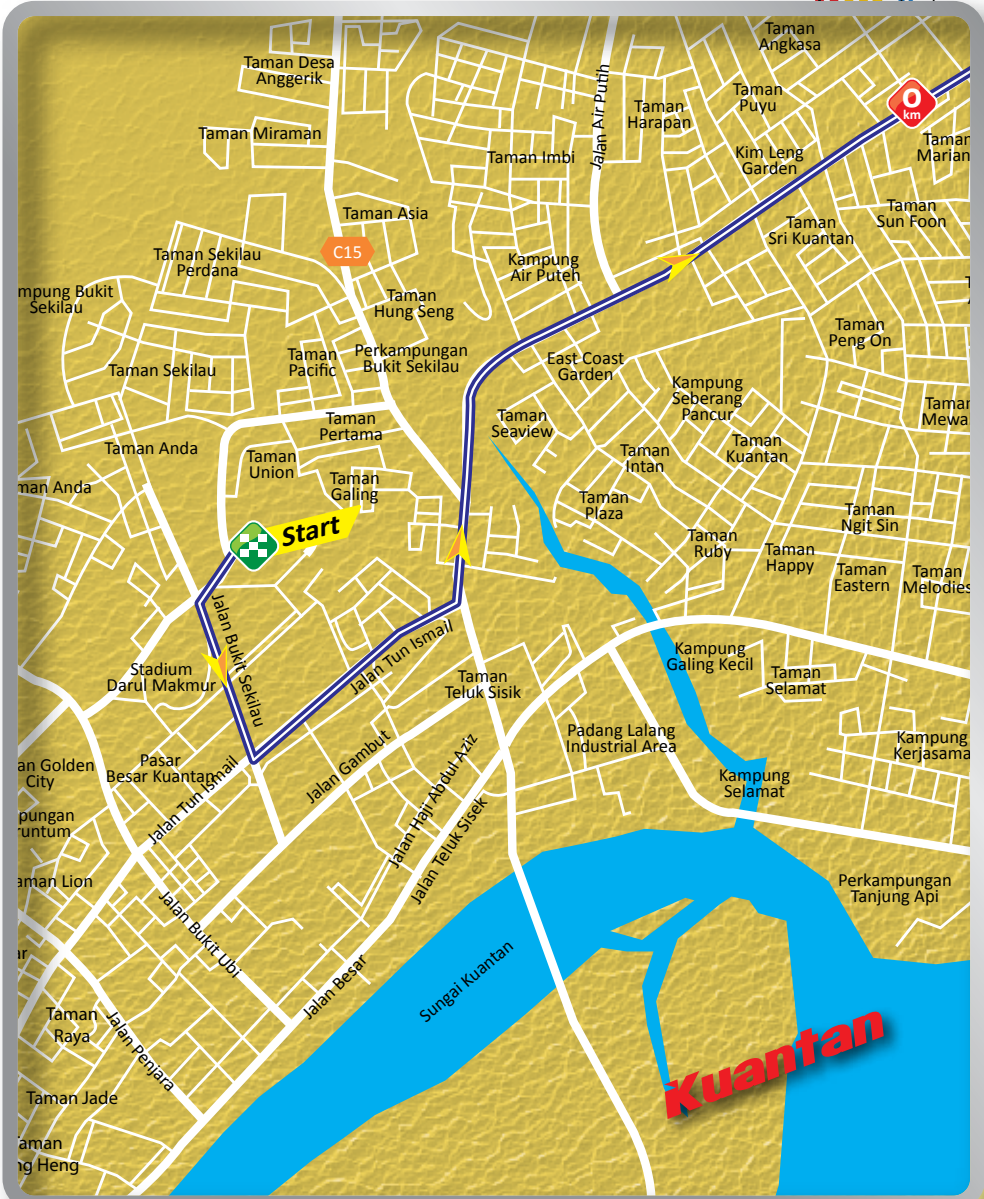 Taman
Angkasa
Taman Desa
Anggerik
0
km
Taman
Puyu
Jalan Air Putih
Taman
Harapan
Taman Miraman
Taman Imbi
Kim Leng
Garden
Taman
Marian
Taman Asia
Taman
Sun Foon
Taman
Sri Kuantan
C15
Taman Sekilau
Perdana
Kampung
Air Puteh
mpung Bukit
Sekilau
Taman
Hung Seng
Taman
Peng On
Taman
Pacific
Perkampungan
Bukit Sekilau
East Coast
Garden
Taman Sekilau
Kampung
Seberang
Pancur
Taman
Mewa
Taman
Pertama
Taman
Seaview
Taman Anda
Taman
Union
Taman
Intan
Taman
Kuantan
man Anda
Taman
Galing
Taman
Plaza
Taman
Ngit Sin
Start
Taman
Ruby
Taman
Happy
Taman
Eastern
Taman
Melodies
Jalan Bukit Sekilau
Jalan Tun Ismail
Stadium
Darul Makmur
Taman
Teluk Sisik
Kampung
Galing Kecil
Taman
Selamat
Padang Lalang
Industrial Area
Kampung
Kerjasama
an Golden
City
Pasar
Besar Kuantan
Jalan Tun Ismail
Jalan Gambut
Jalan Haji Abdul Aziz
Kampung
Selamat
pungan
runtum
Jalan Teluk Sisek
aman Lion
Perkampungan
Tanjung Api
Jalan Bukit Ubi
ar
Sungai Kuantan
Jalan Besar
Taman
Raya
Jalan Penjara
Kuantan
Taman Jade
aman
ng Heng